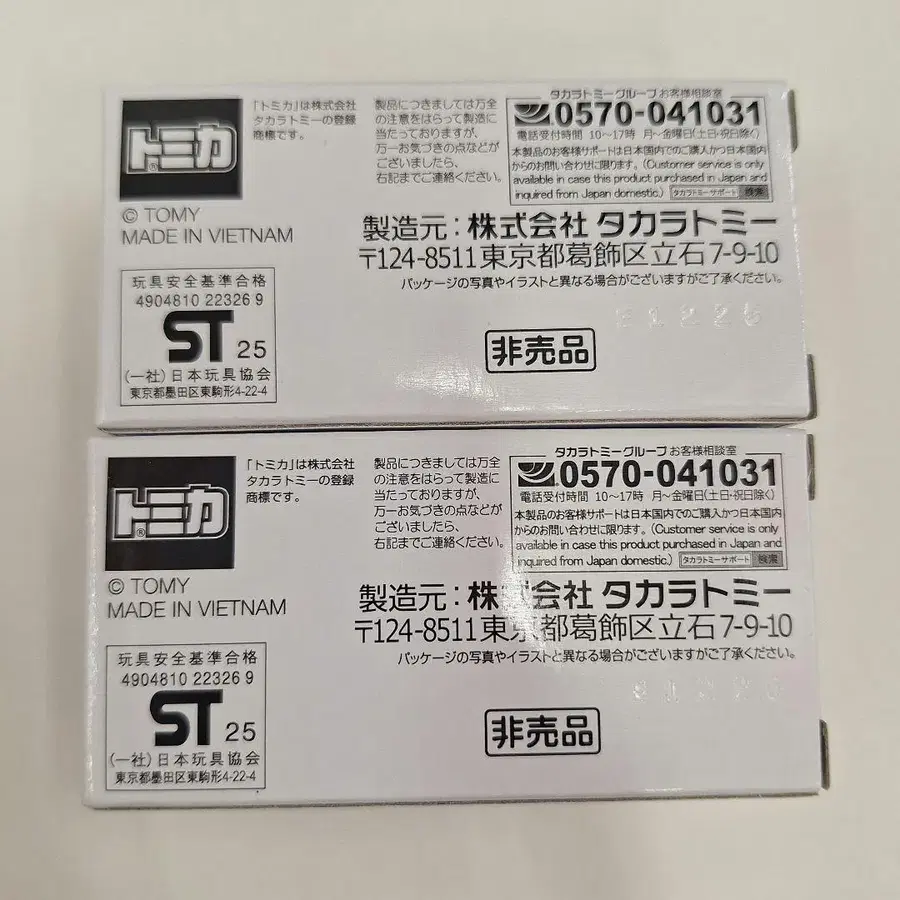 トミカ®
© TOMY
MADE IN VIETNAM
「トミカ」は株式会社
タカラトミーの登録
商標です。
製品につきましては万全
の注意をはらって製造に
当たっておりますが、
万一お気づきの点などが
ございましたら、
右記までご連絡ください。
タカラトミーグループお客様相談室
0570-041031
電話受付時間 10〜17時 月〜金曜日(土日・祝日除く)
本製品のお客様サポートは日本国内でのご購入かつ日本国内
からのお問い合わせに限ります。(Customer service is only
available in case this product purchased in Japan and
inquired from Japan domestic.) タカラトミーサポート 検索
製造元:株式会社 タカラトミー
〒124-8511 東京都葛飾区立石7-9-10
パッケージの写真やイラストと異なる場合がございますがご了承ください。
玩具安全基準合格
4904810 22326 9
ST 25
(一社)日本玩具協会
東京都墨田区東駒形4-22-4
非売品
トミカ®
© TOMY
MADE IN VIETNAM
「トミカ」は株式会社
タカラトミーの登録
商標です。
製品につきましては万全
の注意をはらって製造に
当たっておりますが、
万一お気づきの点などが
ございましたら、
右記までご連絡ください。
タカラトミーグループお客様相談室
0570-041031
電話受付時間 10〜17時 月〜金曜日(土日・祝日除く)
本製品のお客様サポートは日本国内でのご購入かつ日本国内
からのお問い合わせに限ります。(Customer service is only
available in case this product purchased in Japan and
inquired from Japan domestic.) タカラトミーサポート 検索
製造元:株式会社 タカラトミー
〒124-8511 東京都葛飾区立石7-9-10
パッケージの写真やイラストと異なる場合がございますがご了承ください。
玩具安全基準合格
4904810 22326 9
ST 25
(一社)日本玩具協会
東京都墨田区東駒形4-22-4
非売品